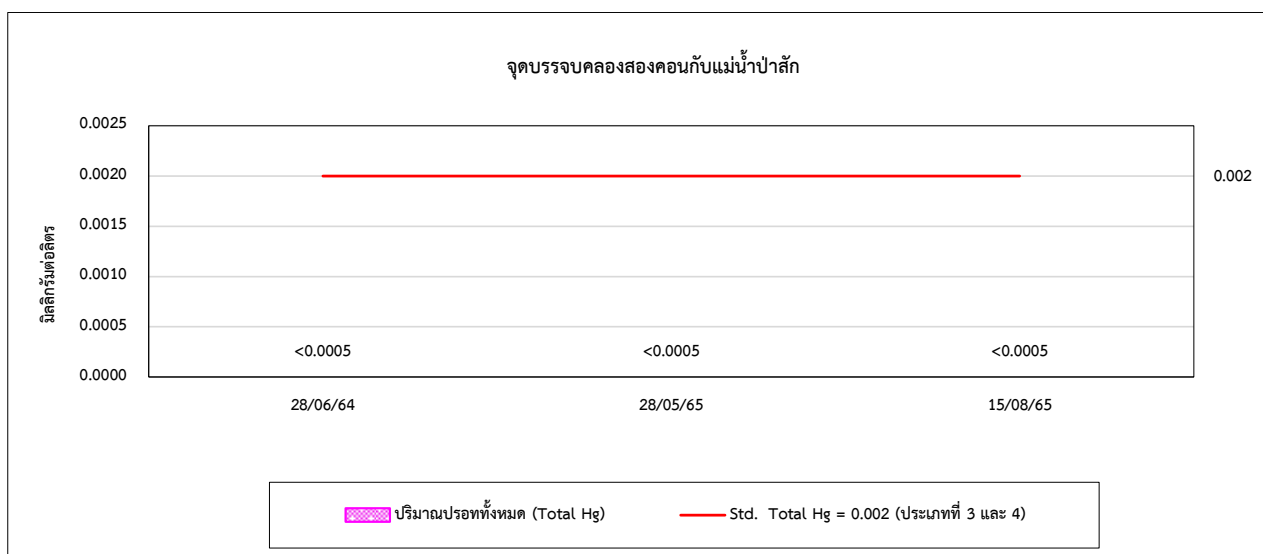 จุดบรรจบคลองสองคอนกับแม่น้ำป่าสัก
มิลลิกรัมต่อลิตร
0.0025
0.0020
0.0015
0.0010
0.0005
0.0000
0.002
<0.0005 <0.0005 <0.0005
28/06/64 28/05/65 15/08/65
ปริมาณปรอททั้งหมด (Total Hg) Std. Total Hg = 0.002 (ประเภทที่ 3 และ 4)